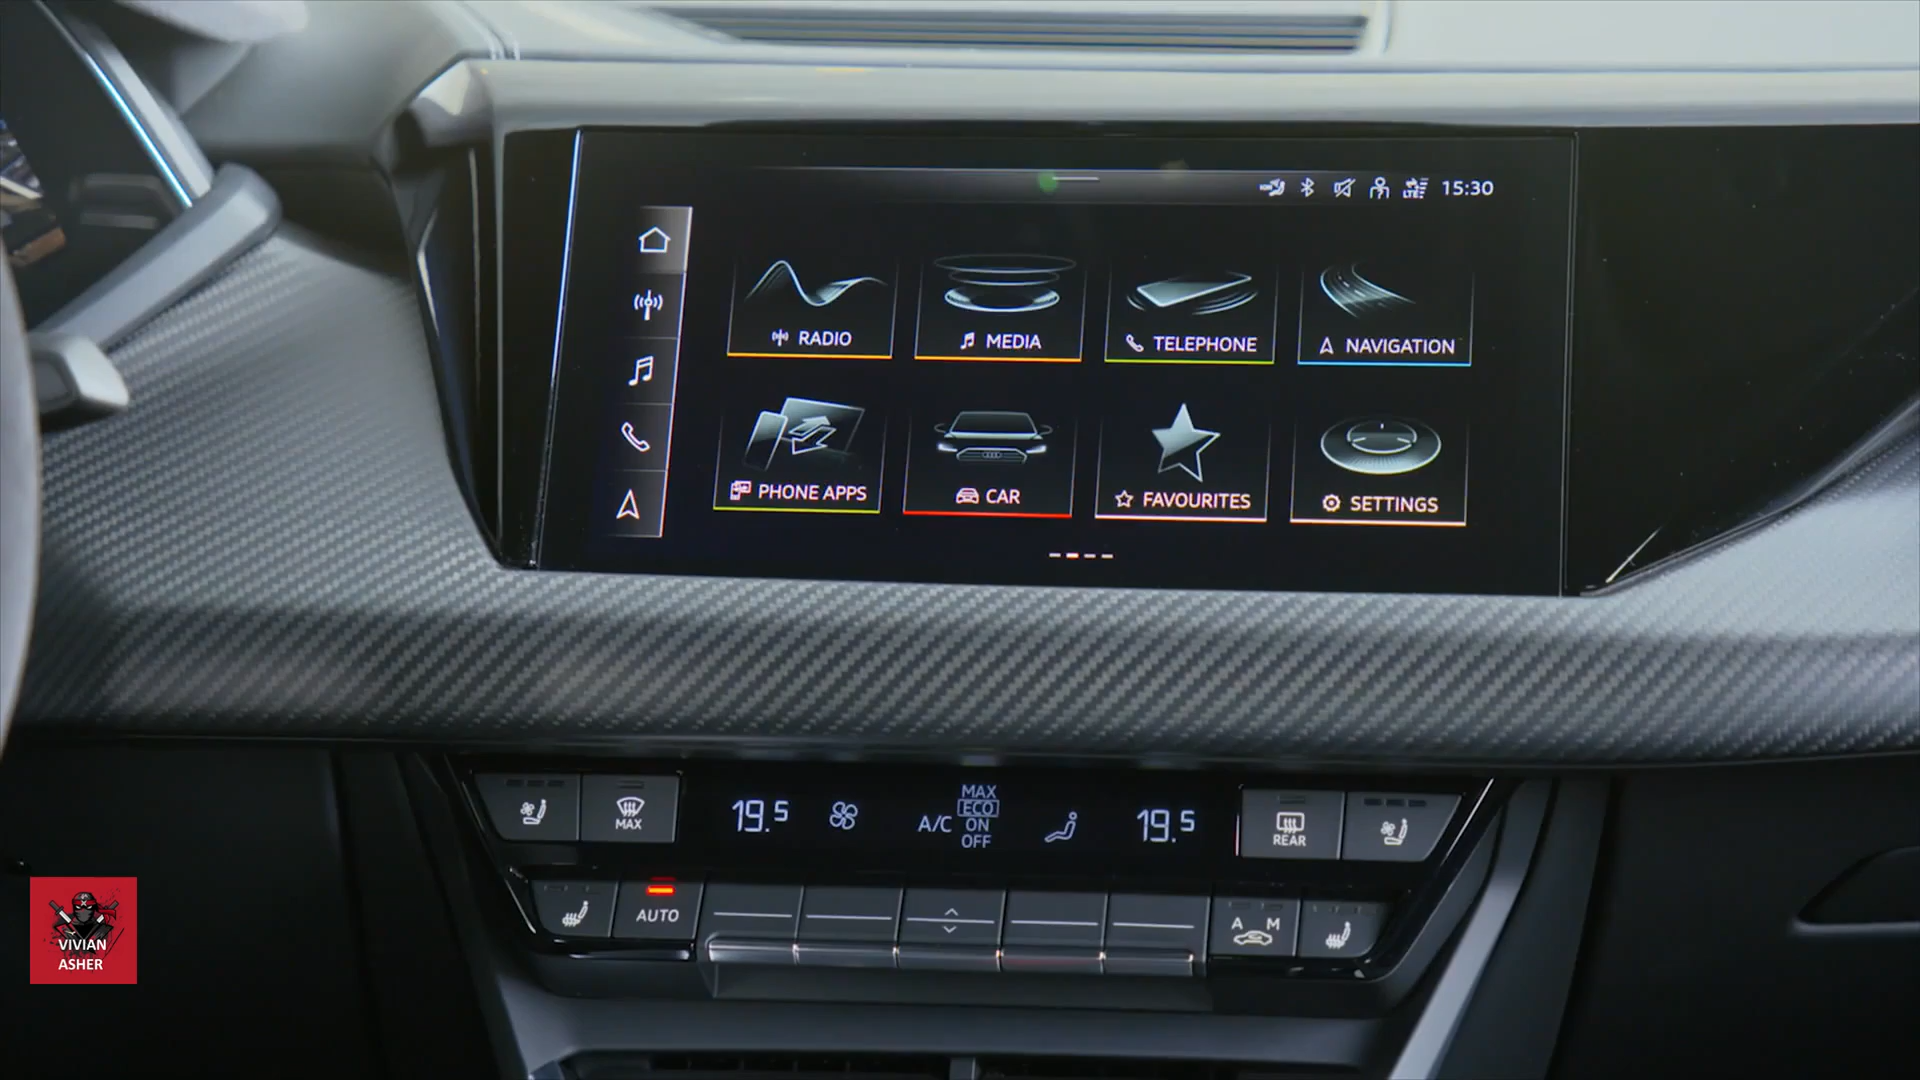 LTE 15:30
RADIO
MEDIA
TELEPHONE
NAVIGATION
PHONE APPS
CAR
FAVOURITES
SETTINGS
MAX
19.5
A/C
MAX
ECO
ON
OFF
19.5
REAR
AUTO
A M
VIVIAN
ASHER